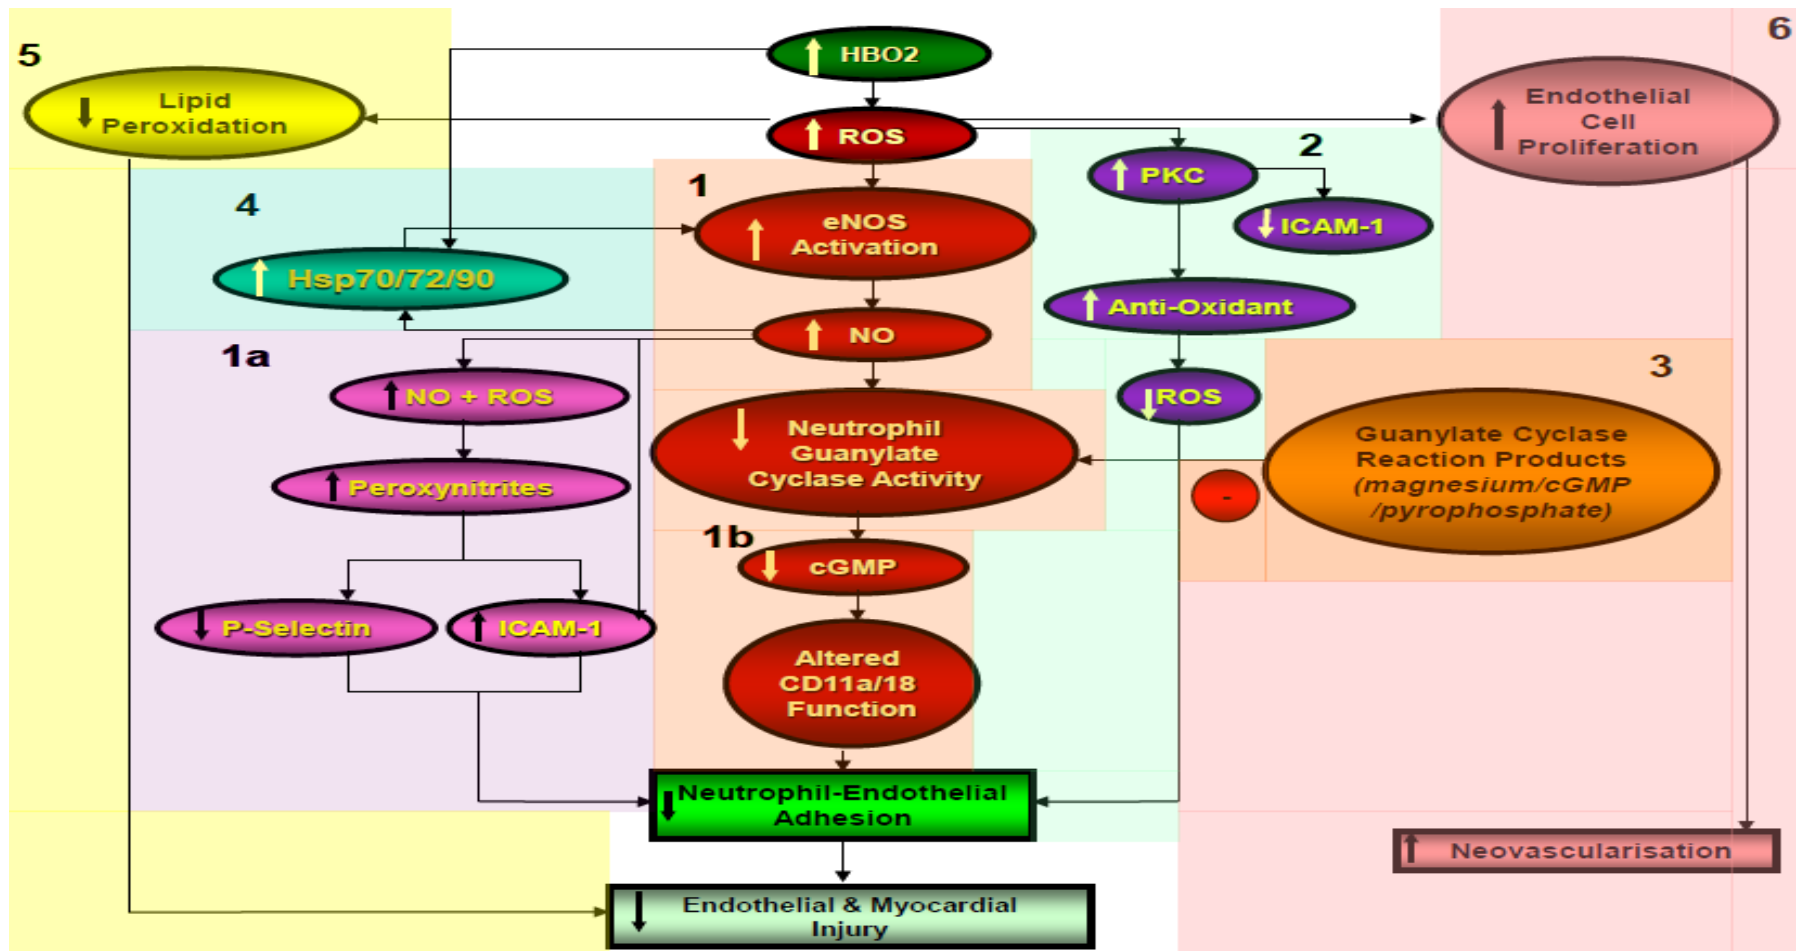 5
Lipid
Peroxidation
HBO2
ROS
6
Endothelial
Cell
Proliferation
2
PKC
ICAM-1
Anti-Oxidant
ROS
4
Hsp70/72/90
1
eNOS
Activation
NO
1a
NO + ROS
Peroxynitrites
P-Selectin
ICAM-1
Neutrophil
Guanylate
Cyclase Activity
3
Guanylate Cyclase
Reaction Products
(magnesium/cGMP
/pyrophosphate)
-
1b
cGMP
Altered
CD11a/18
Function
Neutrophil-Endothelial
Adhesion
Neovascularisation
Endothelial & Myocardial
Injury